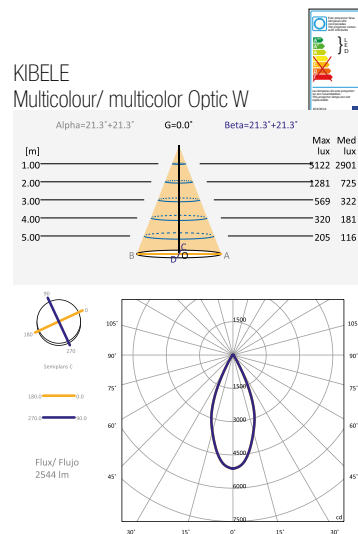 KIBELE
Multicolour/ multicolor Optic W
Alpha=21.3°+21.3° G=0.0° Beta=21.3°+21.3°
[m] Max lux Med lux
1.00 5122 2901
2.00 1281 725
3.00 569 322
4.00 320 181
5.00 205 116
B D C O A
L
E
D
90
0
180
270
Semiplans C
180.0 0.0
270.0 90.0
Flux/ Flujo
2544 lm
1500
105° 105°
90° 90°
75° 1500 75°
3000
60° 60°
45° 45°
6000
7500 cd
30° 15° 0° 15° 30°